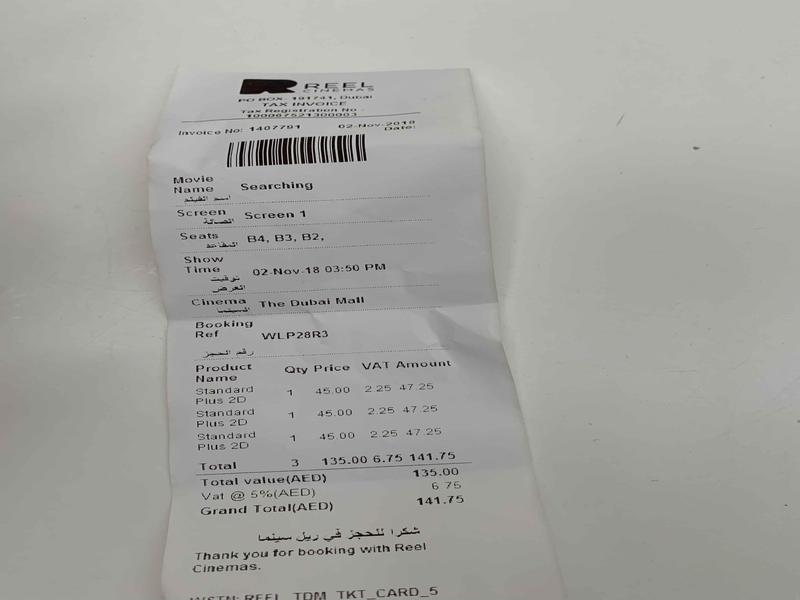 REEL
CINEMAS
PO BOX- 191741, Dubai
TAX INVOICE
Tax Registration No :
100067521300003
Invoice No: 1407791 02-Nov-2018
Date:
Movie
Name Searching
اسم الفيلم
Screen Screen 1
الصالة
Seats B4, B3, B2,
المقاعد
Show
Time 02-Nov-18 03:50 PM
توقيت
العرض
Cinema The Dubai Mall
السينما
Booking
Ref WLP28R3
رقم الحجز
Product Qty Price VAT Amount
Name
Standard 1 45.00 2.25 47.25
Plus 2D
Standard 1 45.00 2.25 47.25
Plus 2D
Standard 1 45.00 2.25 47.25
Plus 2D
Total 3 135.00 6.75 141.75
Total value(AED) 135.00
Vat @ 5%(AED) 6.75
Grand Total(AED) 141.75
شكرا للحجز في ريل سينما
Thank you for booking with Reel
Cinemas.
WSTN: REEL_TDM_TKT_CARD_5